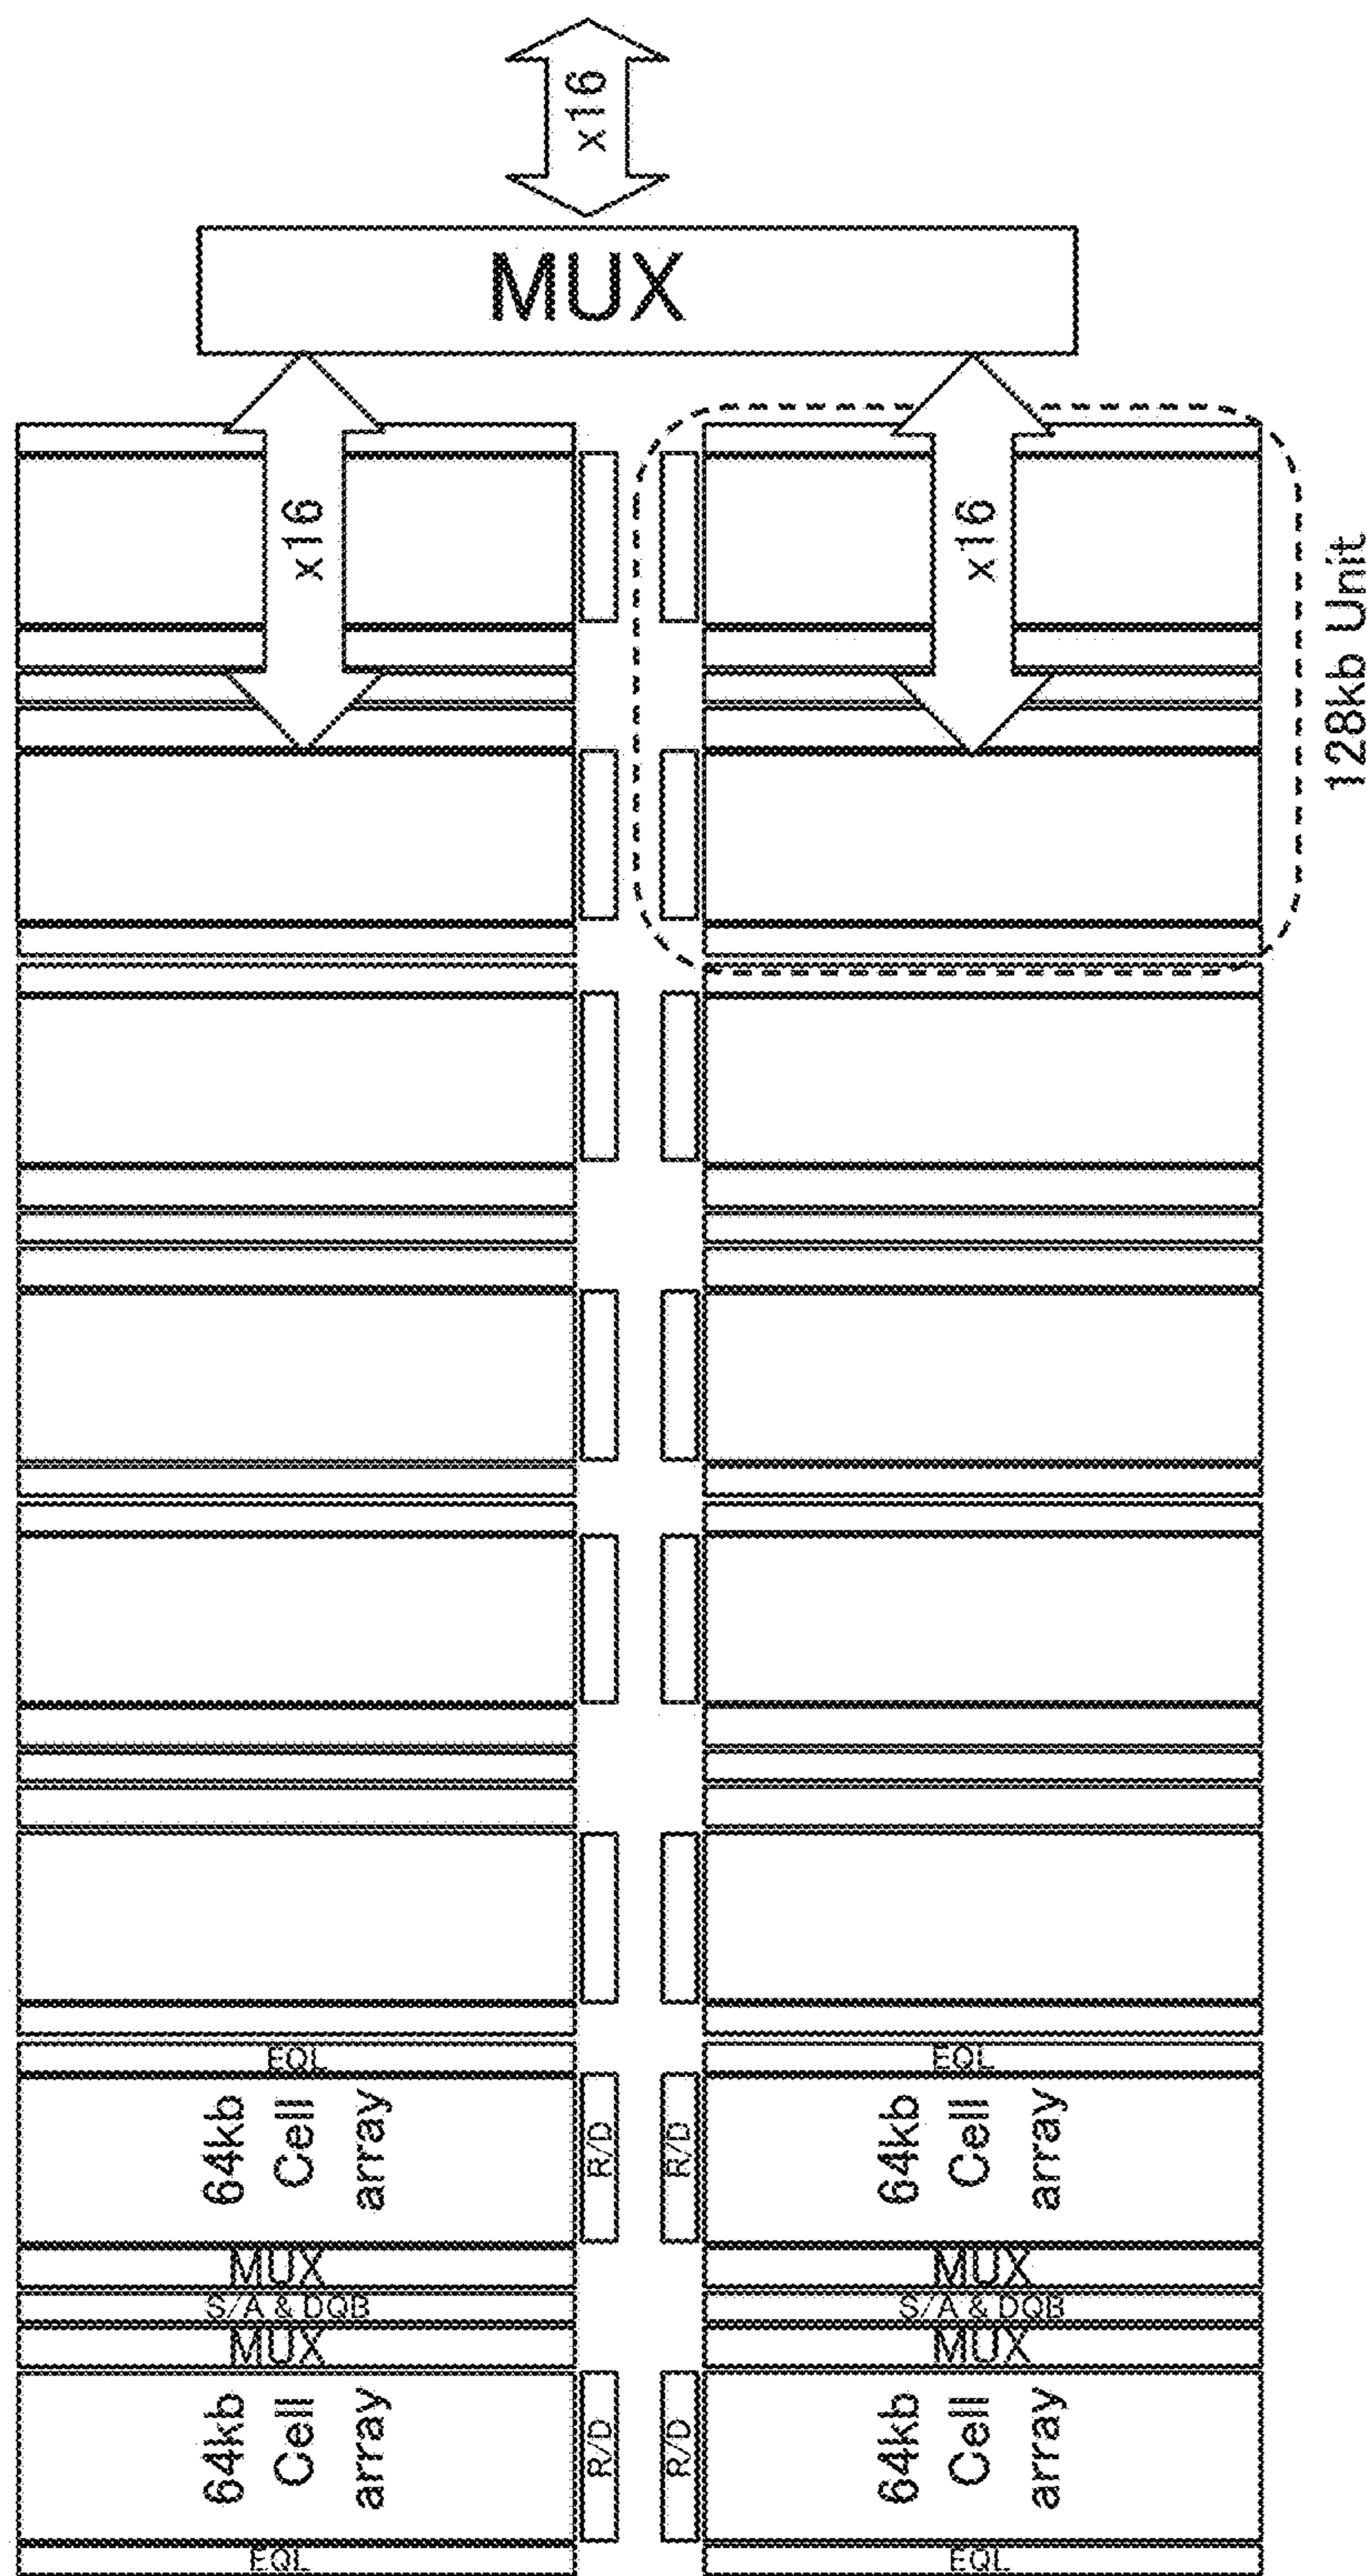 x16
MUX
x16
x16
128kb Unit
EQL
EQL
64kb
Cell
array
R/D
R/D
64kb
Cell
array
MUX
MUX
S/A & DQB
S/A & DQB
MUX
MUX
64kb
Cell
array
R/D
R/D
64kb
Cell
array
EQL
EQL